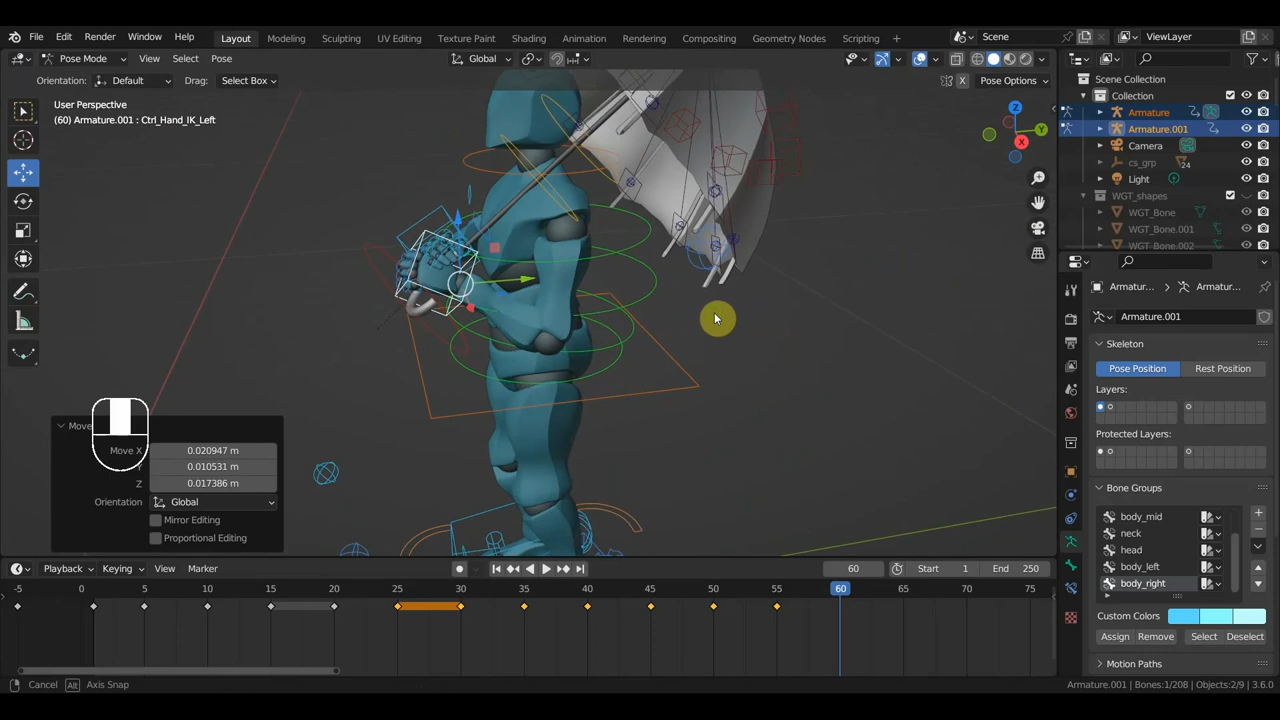 File Edit Render Window Help Layout Modeling Sculpting UV Editing Texture Paint Shading Animation Rendering Compositing Geometry Nodes Scripting + Scene ViewLayer
Pose Mode View Select Pose Global
Orientation: Default Drag: Select Box X Pose Options
User Perspective
(60) Armature.001 : Ctrl_Hand_IK_Left
Z
Y
X
Scene Collection
Collection
Armature
Armature.001
Camera
cs_grp 24
Light
WGT_shapes
WGT_Bone
WGT_Bone.001
WGT_Bone.002
Armatur... Armatur...
Armature.001
Skeleton
Pose Position Rest Position
Layers:
Protected Layers:
Bone Groups
body_mid
neck
head
body_left
body_right
Custom Colors
Assign Remove Select Deselect
Motion Paths
Move
Move X 0.020947 m
Y 0.010531 m
Z 0.017386 m
Orientation Global
Mirror Editing
Proportional Editing
Playback Keying View Marker 60 Start 1 End 250
-5 0 5 10 15 20 25 30 35 40 45 50 55 60 65 70 75
Cancel Alt Axis Snap Armature.001 | Bones:1/208 | Objects:2/9 | 3.6.0